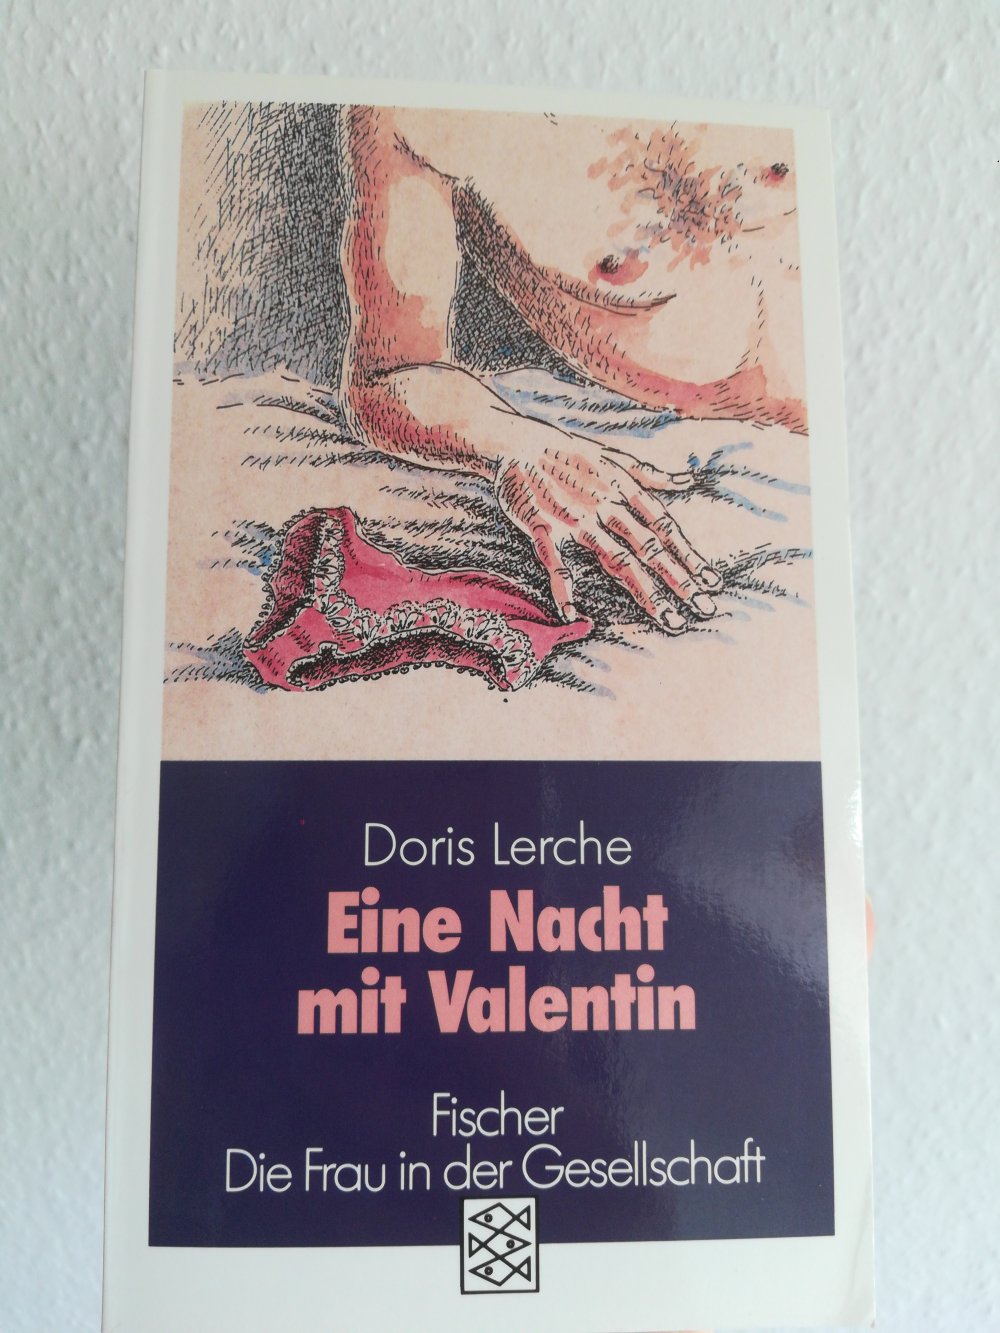 Doris Lerche
Eine Nacht
mit Valentin
Fischer
Die Frau in der Gesellschaft